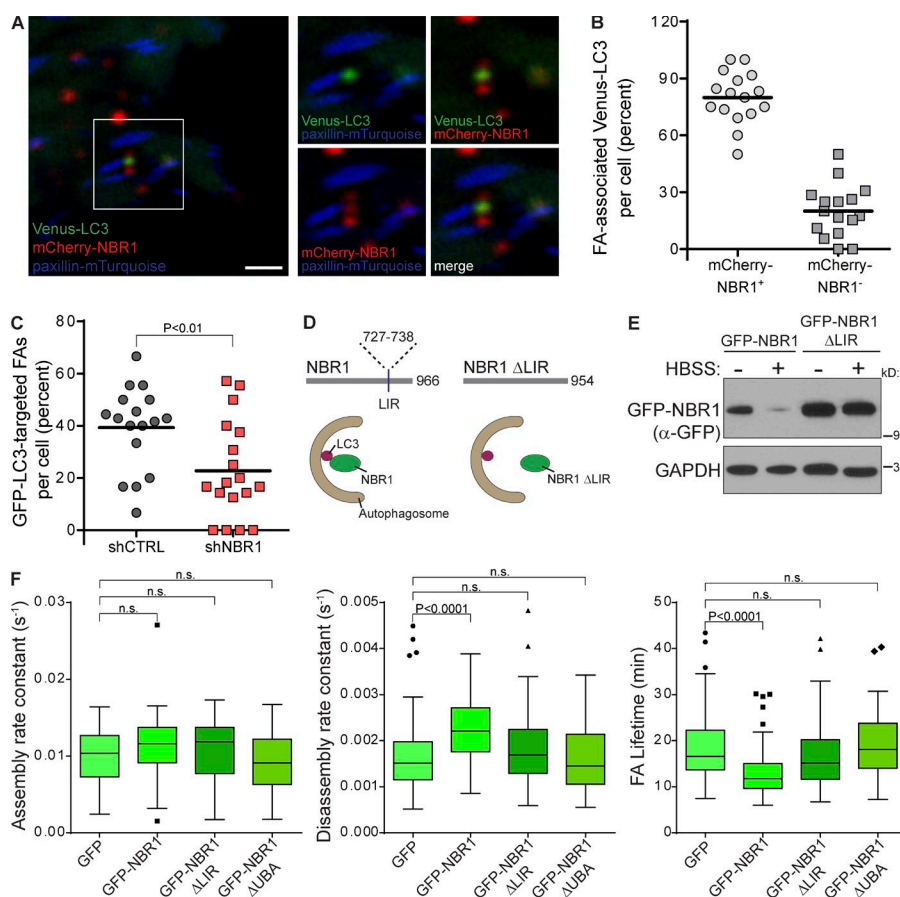 A
Venus-LC3
mCherry-NBR1
paxillin-mTurquoise
Venus-LC3
paxillin-mTurquoise
Venus-LC3
mCherry-NBR1
mCherry-NBR1
paxillin-mTurquoise
merge
B
FA-associated Venus-LC3
per cell (percent)
120
90
60
30
0
mCherry-
NBR1+
mCherry-
NBR1-
C
GFP-LC3-targeted FAs
per cell (percent)
80
60
40
20
0
P<0.01
shCTRL
shNBR1
D
727-738
NBR1
966
LIR
NBR1 ΔLIR
954
LC3
NBR1
Autophagosome
NBR1 ΔLIR
E
GFP-NBR1
GFP-NBR1
ΔLIR
HBSS: - + - + kD:
GFP-NBR1
(α-GFP)
9
GAPDH
3
F
Assembly rate constant (s-1)
0.03
0.02
0.01
0.00
n.s.
n.s.
n.s.
GFP
GFP-NBR1
GFP-NBR1
ΔLIR
GFP-NBR1
ΔUBA
Disassembly rate constant (s-1)
0.005
0.004
0.003
0.002
0.001
0.000
n.s.
n.s.
P<0.0001
GFP
GFP-NBR1
GFP-NBR1
ΔLIR
GFP-NBR1
ΔUBA
FA Lifetime (min)
50
40
30
20
10
0
n.s.
n.s.
P<0.0001
GFP
GFP-NBR1
GFP-NBR1
ΔLIR
GFP-NBR1
ΔUBA